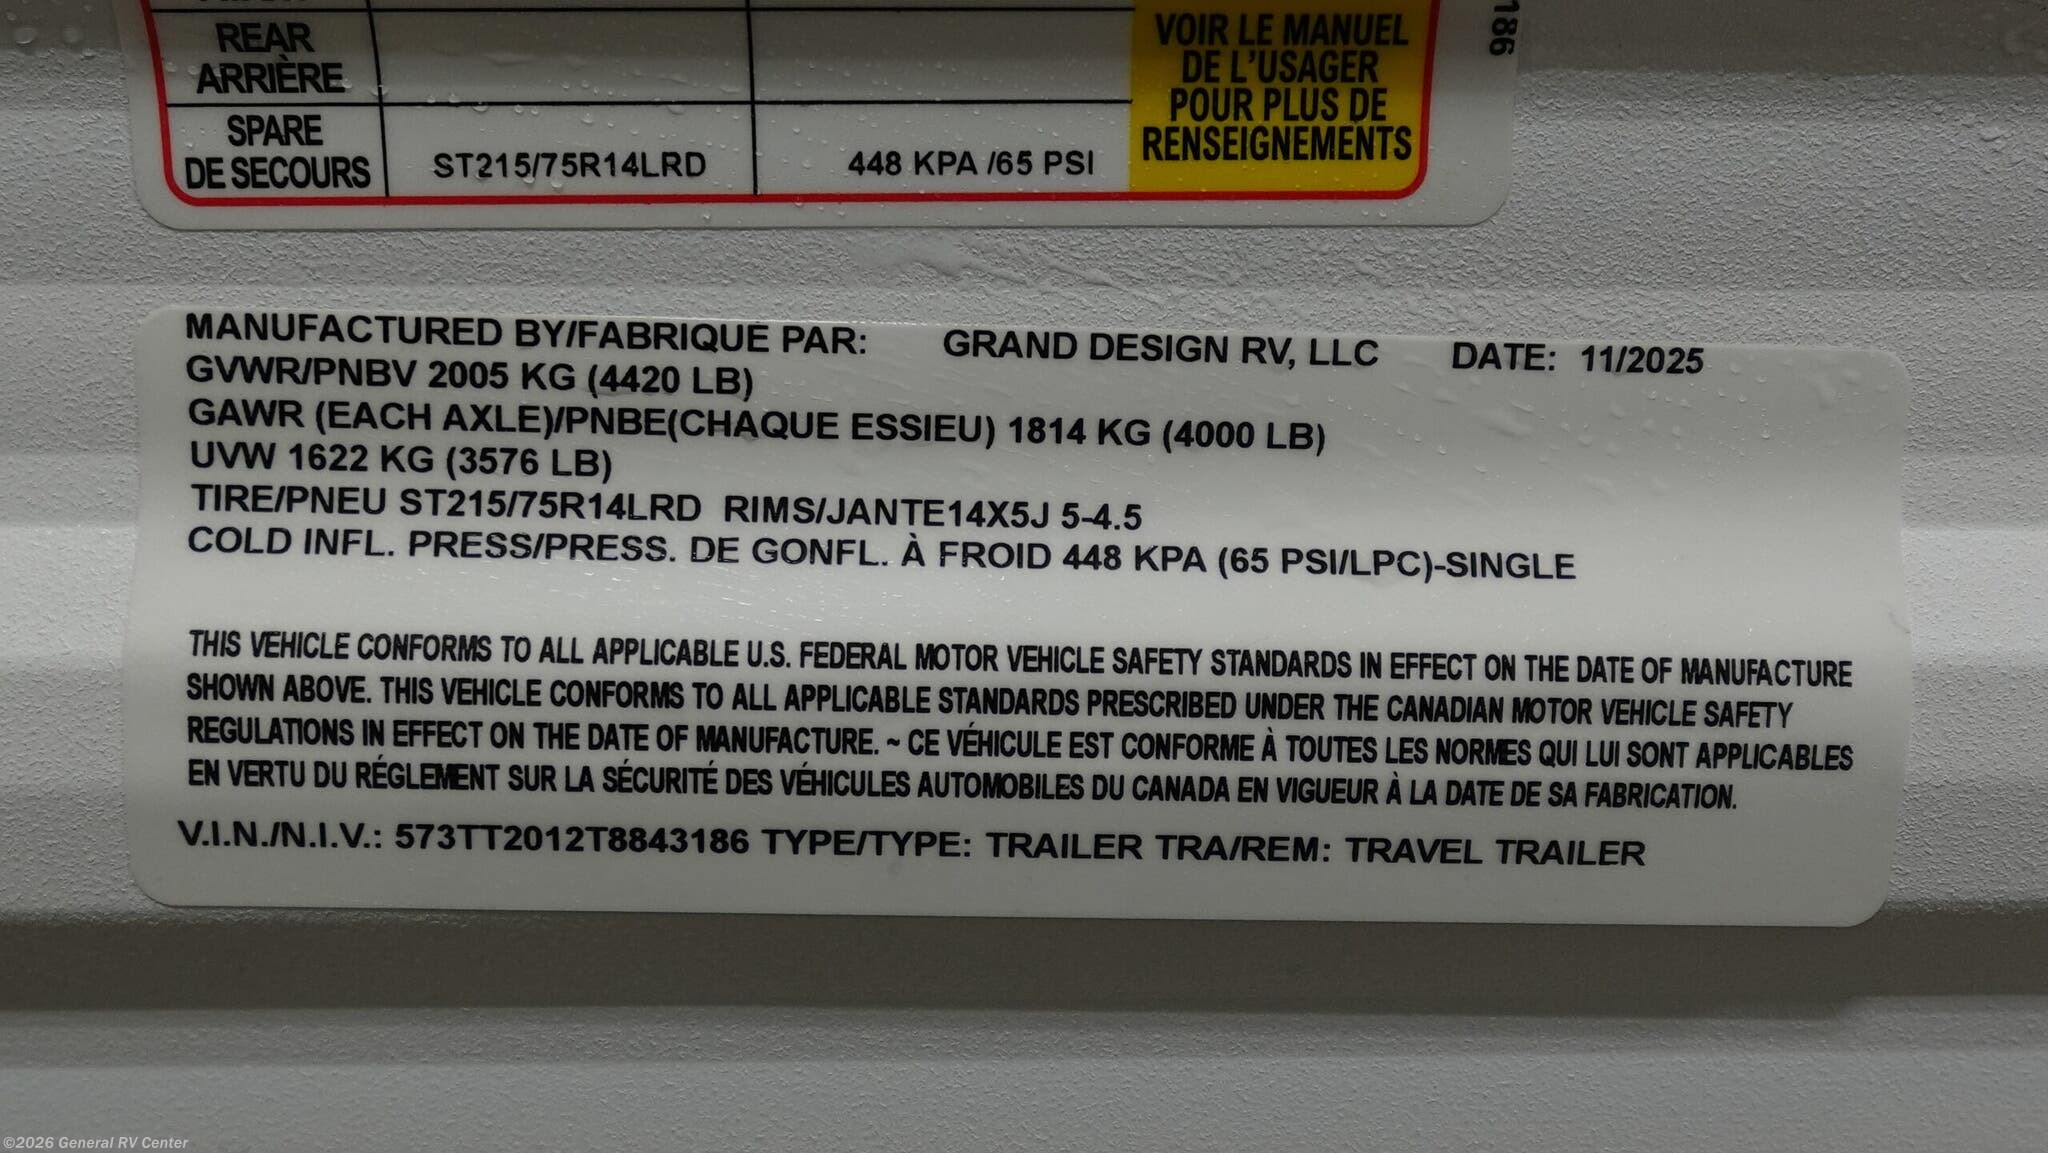 REAR
ARRIÈRE
SPARE
DE SECOURS
ST215/75R14LRD
448 KPA /65 PSI
VOIR LE MANUEL
DE L'USAGER
POUR PLUS DE
RENSEIGNEMENTS
186
MANUFACTURED BY/FABRIQUE PAR: GRAND DESIGN RV, LLC DATE: 11/2025
GVWR/PNBV 2005 KG (4420 LB)
GAWR (EACH AXLE)/PNBE(CHAQUE ESSIEU) 1814 KG (4000 LB)
UVW 1622 KG (3576 LB)
TIRE/PNEU ST215/75R14LRD RIMS/JANTE14X5J 5-4.5
COLD INFL. PRESS/PRESS. DE GONFL. À FROID 448 KPA (65 PSI/LPC)-SINGLE
THIS VEHICLE CONFORMS TO ALL APPLICABLE U.S. FEDERAL MOTOR VEHICLE SAFETY STANDARDS IN EFFECT ON THE DATE OF MANUFACTURE
SHOWN ABOVE. THIS VEHICLE CONFORMS TO ALL APPLICABLE STANDARDS PRESCRIBED UNDER THE CANADIAN MOTOR VEHICLE SAFETY
REGULATIONS IN EFFECT ON THE DATE OF MANUFACTURE. ~ CE VÉHICULE EST CONFORME À TOUTES LES NORMES QUI LUI SONT APPLICABLES
EN VERTU DU RÉGLEMENT SUR LA SÉCURITÉ DES VÉHICULES AUTOMOBILES DU CANADA EN VIGUEUR À LA DATE DE SA FABRICATION.
V.I.N./N.I.V.: 573TT2012T8843186 TYPE/TYPE: TRAILER TRA/REM: TRAVEL TRAILER
©2026 General RV Center